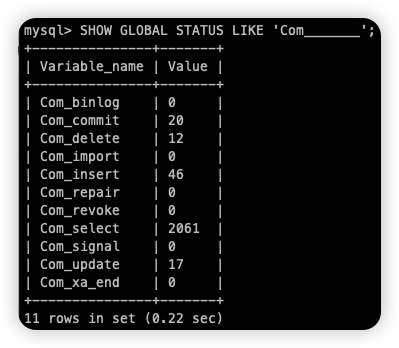 mysql> SHOW GLOBAL STATUS LIKE 'Com_______';
+---------------+-------+
| Variable_name | Value |
+---------------+-------+
| Com_binlog    | 0     |
| Com_commit    | 20    |
| Com_delete    | 12    |
| Com_import    | 0     |
| Com_insert    | 46    |
| Com_repair    | 0     |
| Com_revoke    | 0     |
| Com_select    | 2061  |
| Com_signal    | 0     |
| Com_update    | 17    |
| Com_xa_end    | 0     |
+---------------+-------+
11 rows in set (0.22 sec)